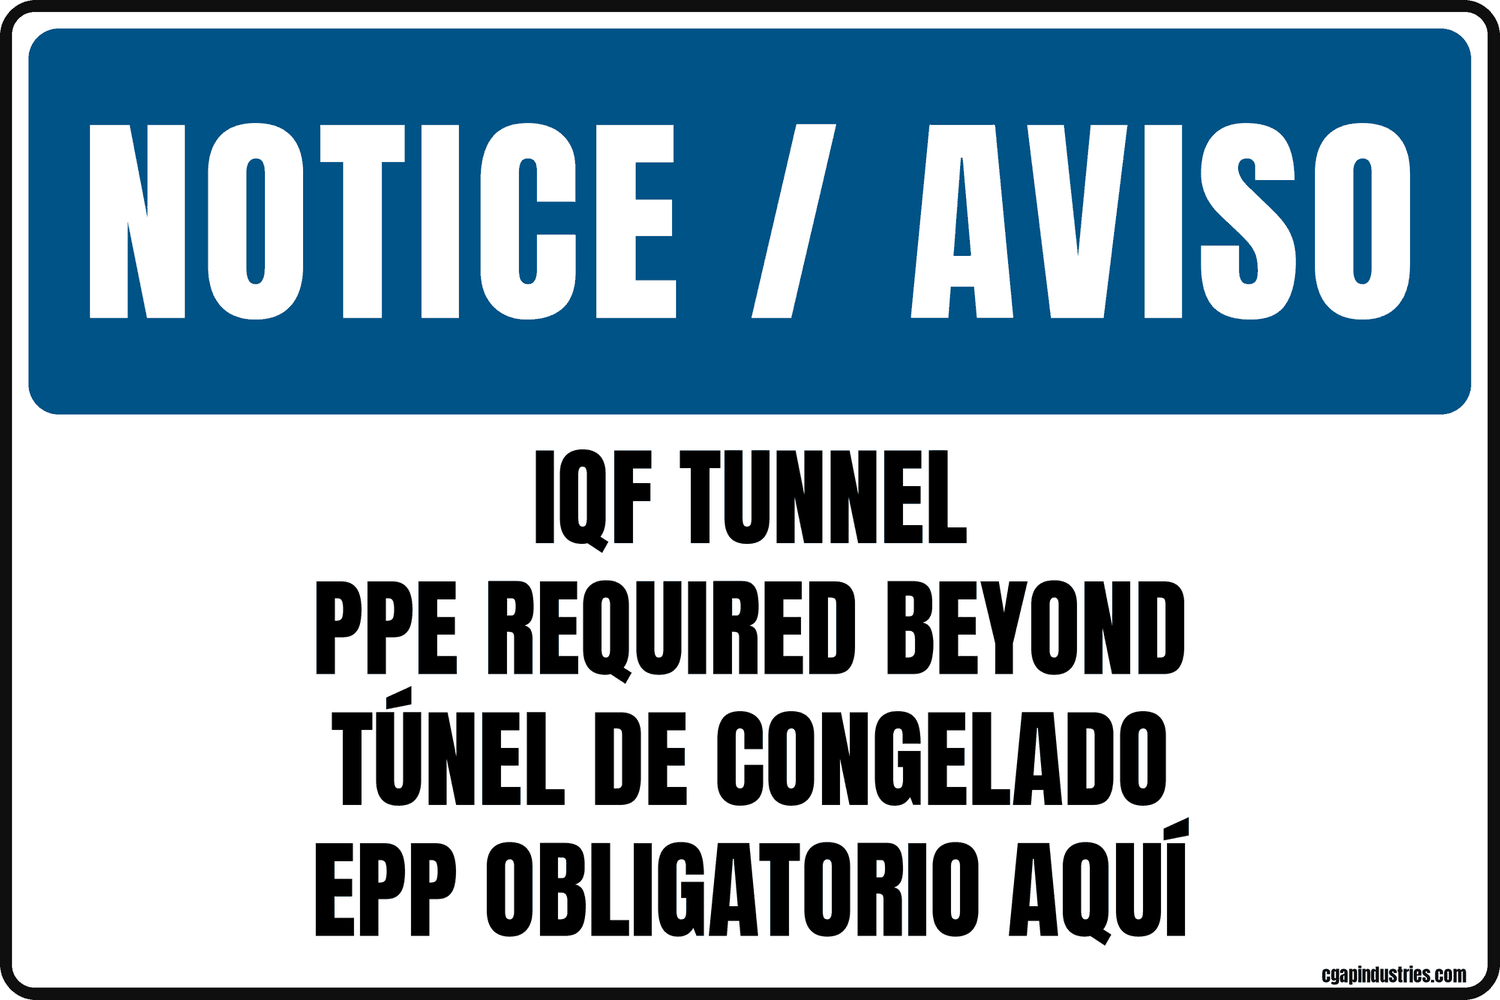 NOTICE / AVISO
IQF TUNNEL
PPE REQUIRED BEYOND
TÚNEL DE CONGELADO
EPP OBLIGATORIO AQUÍ
cgapindustries.com